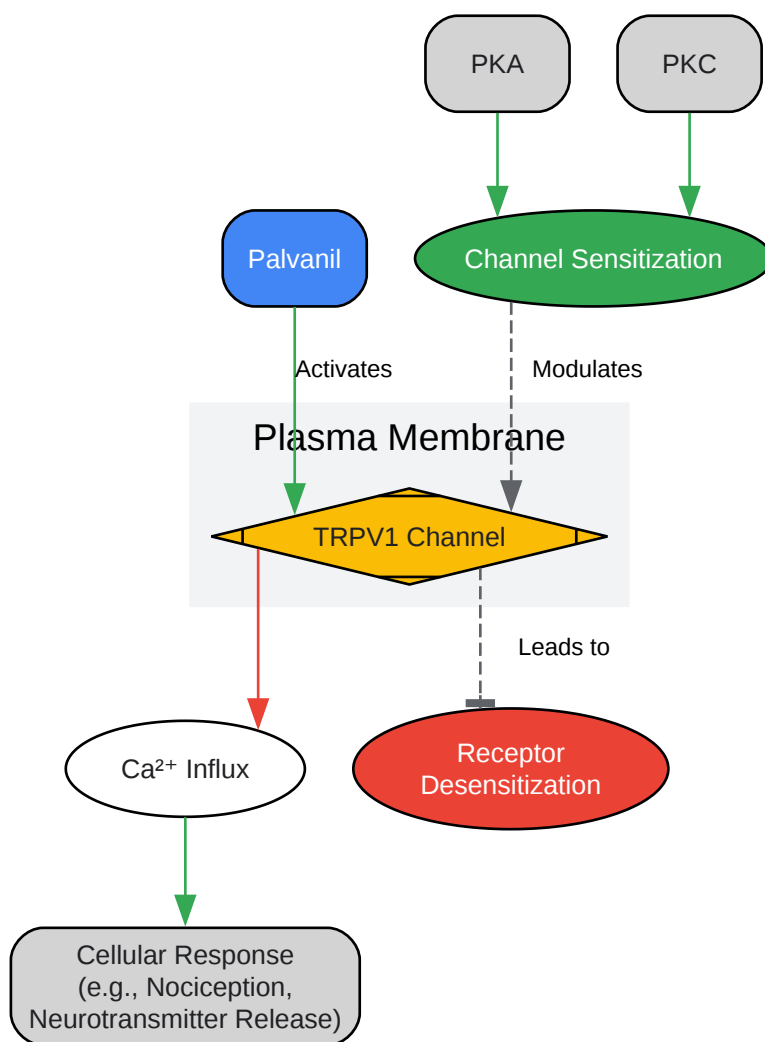 PKA
PKC
Palvanil
Channel Sensitization
Activates
Modulates
Plasma Membrane
TRPV1 Channel
Leads to
Ca²⁺ Influx
Receptor
Desensitization
Cellular Response
(e.g., Nociception,
Neurotransmitter Release)